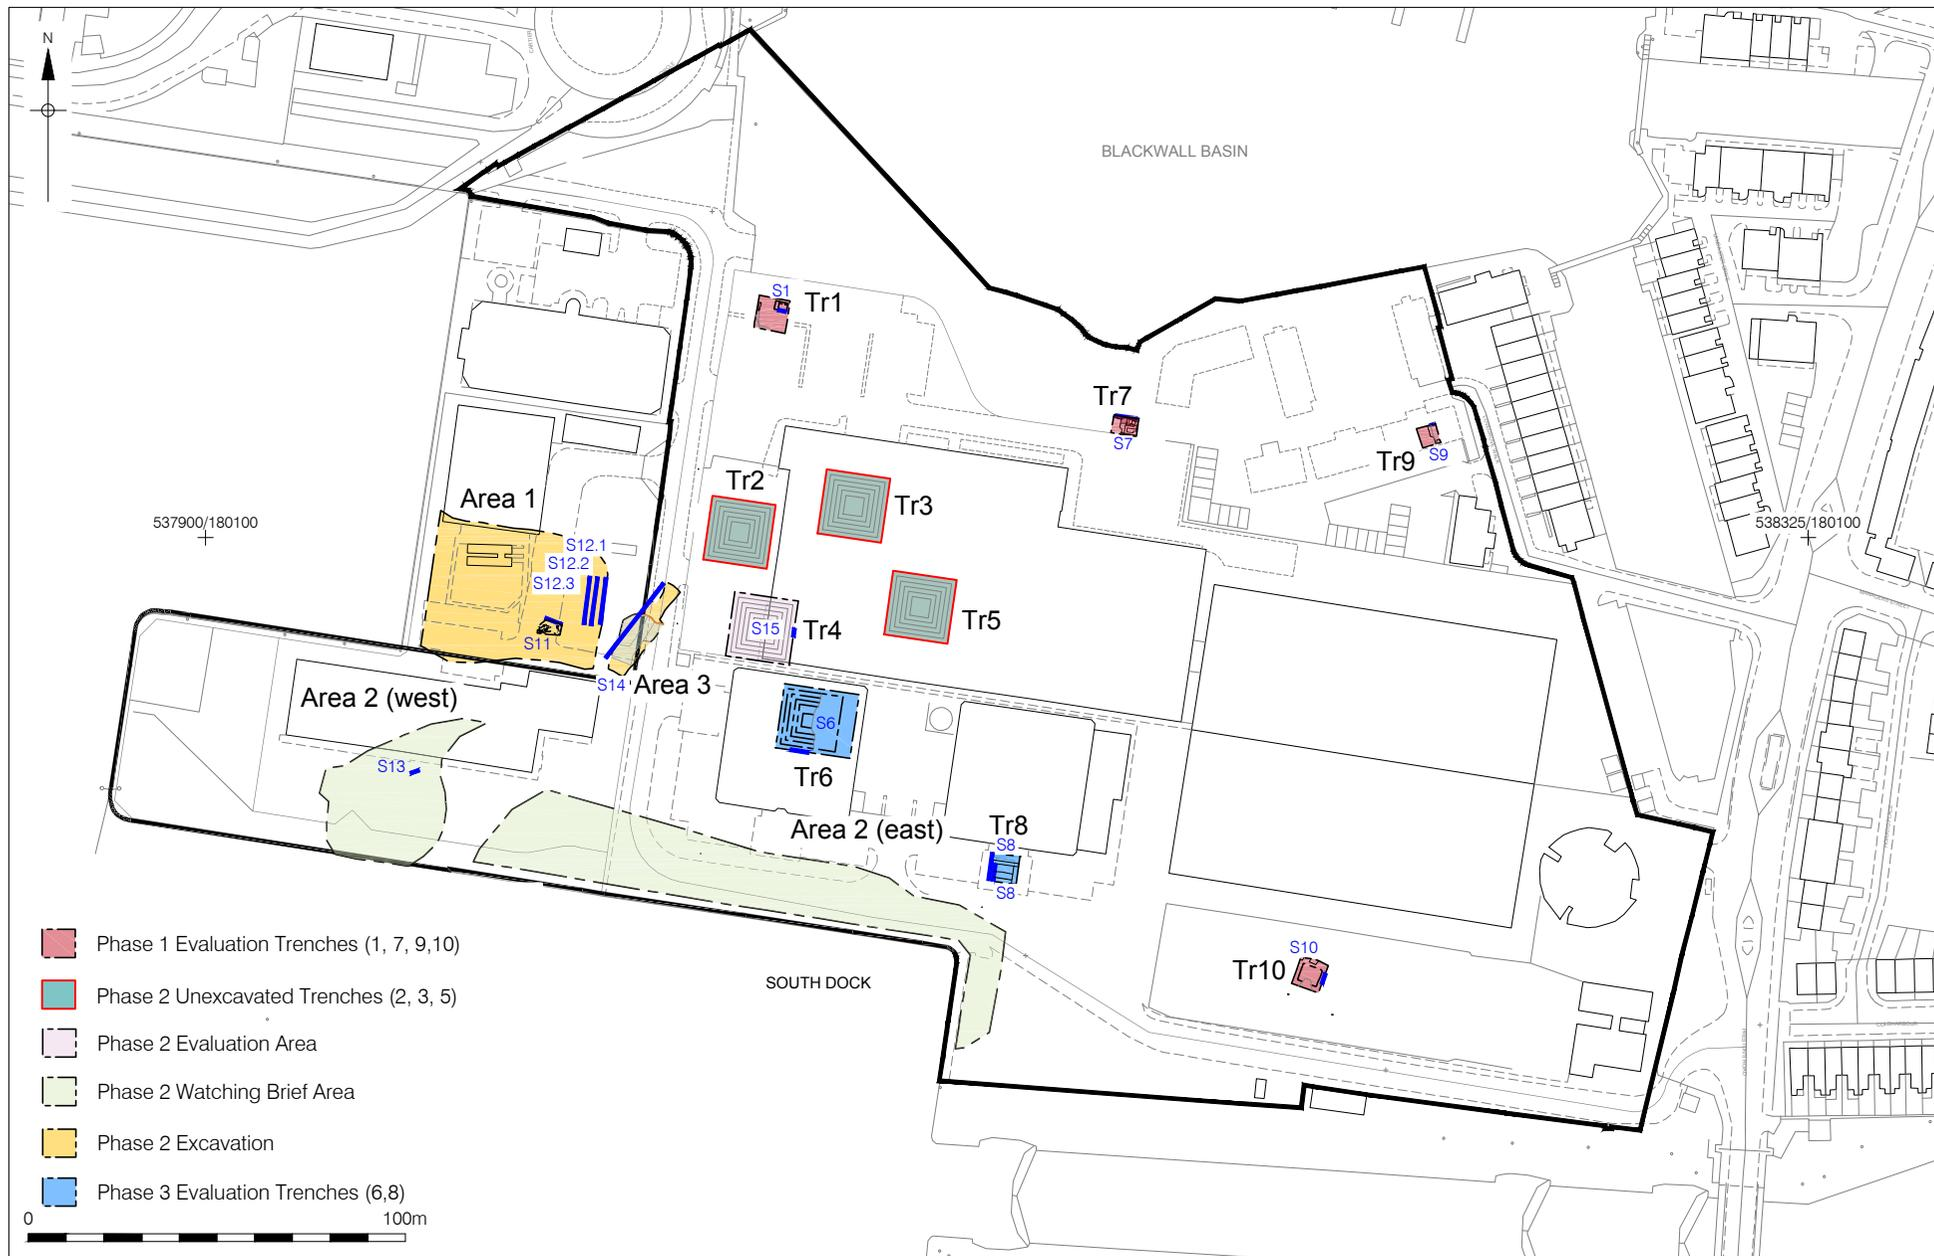 N
BLACKWALL BASIN
S1
Tr1
Tr7
S7
Tr9
S9
Tr2
Tr3
Area 1
537900/180100
538325/180100
S12.1
S12.2
S12.3
S11
S15
Tr4
Tr5
S14
Area 3
Area 2 (west)
S6
S13
Tr6
Area 2 (east)
Tr8
S8
S8
S10
Tr10
SOUTH DOCK
Phase 1 Evaluation Trenches (1, 7, 9,10)
Phase 2 Unexcavated Trenches (2, 3, 5)
Phase 2 Evaluation Area
Phase 2 Watching Brief Area
Phase 2 Excavation
Phase 3 Evaluation Trenches (6,8)
0
100m